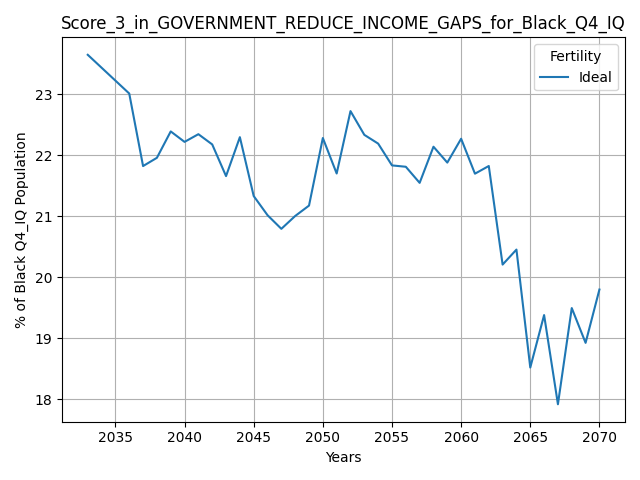 Score_3_in_GOVERNMENT_REDUCE_INCOME_GAPS_for_Black_Q4_IQ
Fertility
Ideal
% of Black Q4_IQ Population
23
22
21
20
19
18
2035 2040 2045 2050 2055 2060 2065 2070
Years